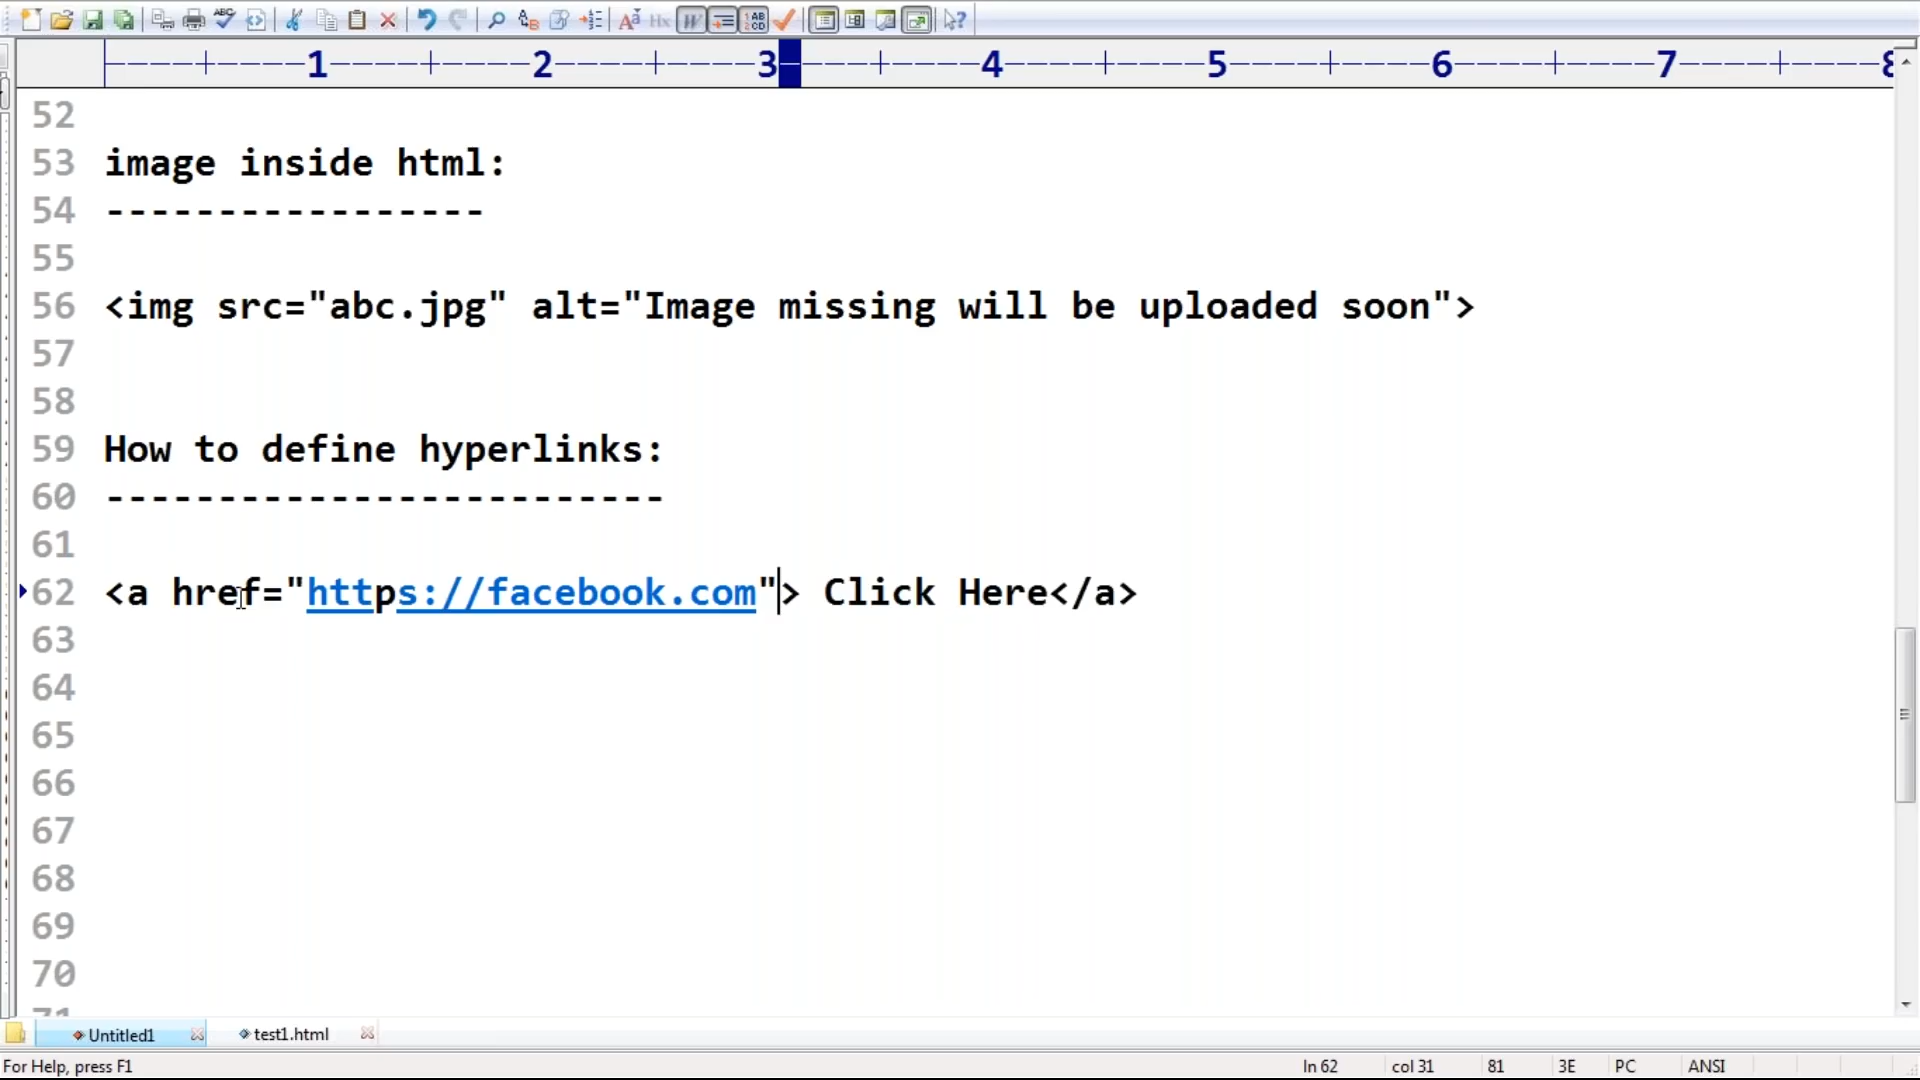 1 2 3 4 5 6 7 8
52
53 image inside html:
54 -----------------
55
56 <img src="abc.jpg" alt="Image missing will be uploaded soon">
57
58
59 How to define hyperlinks:
60 -------------------------
61
62 <a href="https://facebook.com"> Click Here</a>
63
64
65
66
67
68
69
70
71
Untitled1 test1.html
For Help, press F1 ln 62 col 31 81 3E PC ANSI